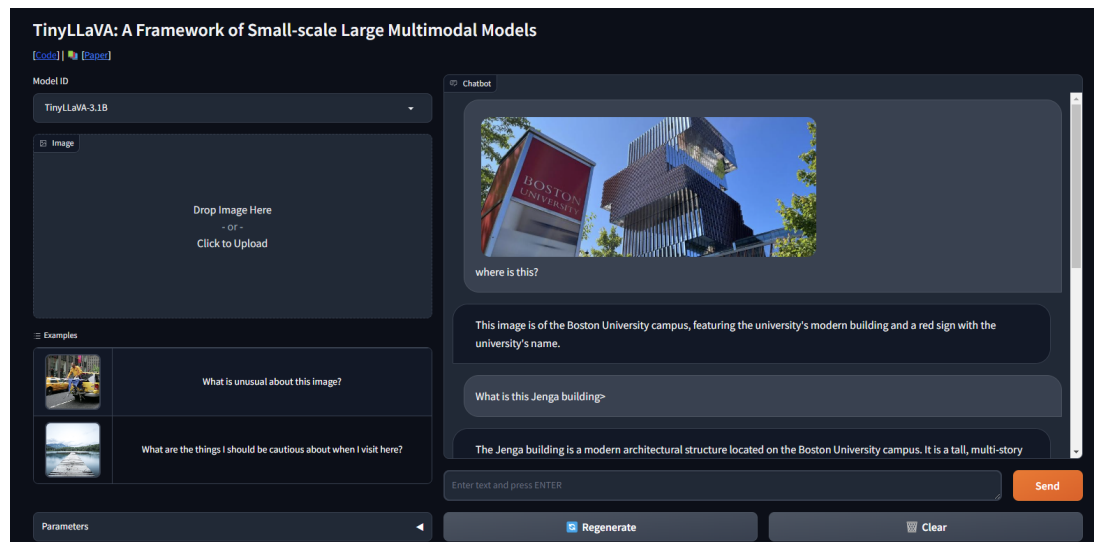 TinyLLaVA: A Framework of Small-scale Large Multimodal Models
[Code] | [Paper]
Model ID
TinyLLaVA-3.1B
Image
Drop Image Here
- or -
Click to Upload
Examples
What is unusual about this image?
What are the things I should be cautious about when I visit here?
Parameters
Chatbot
BOSTON
UNIVERSITY
where is this?
This image is of the Boston University campus, featuring the university's modern building and a red sign with the
university's name.
What is this Jenga building>
The Jenga building is a modern architectural structure located on the Boston University campus. It is a tall, multi-story
Enter text and press ENTER
Send
Regenerate
Clear